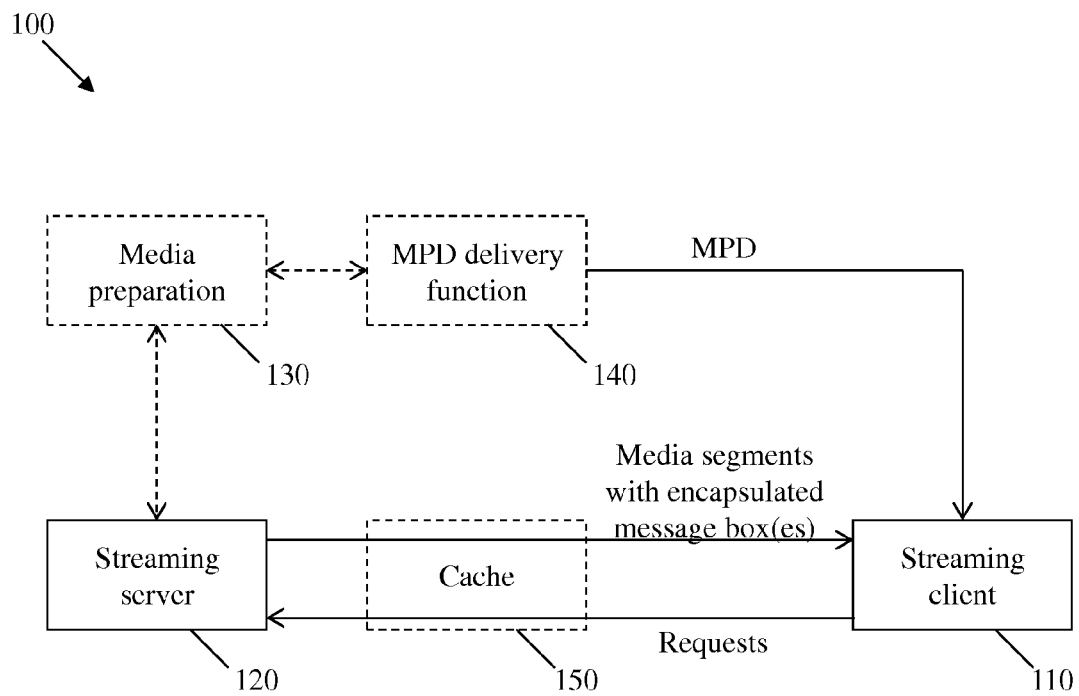 100
Media
preparation
MPD delivery
function
MPD
130
140
Media segments
with encapsulated
message box(es)
Streaming
server
Cache
Streaming
client
Requests
120
150
110